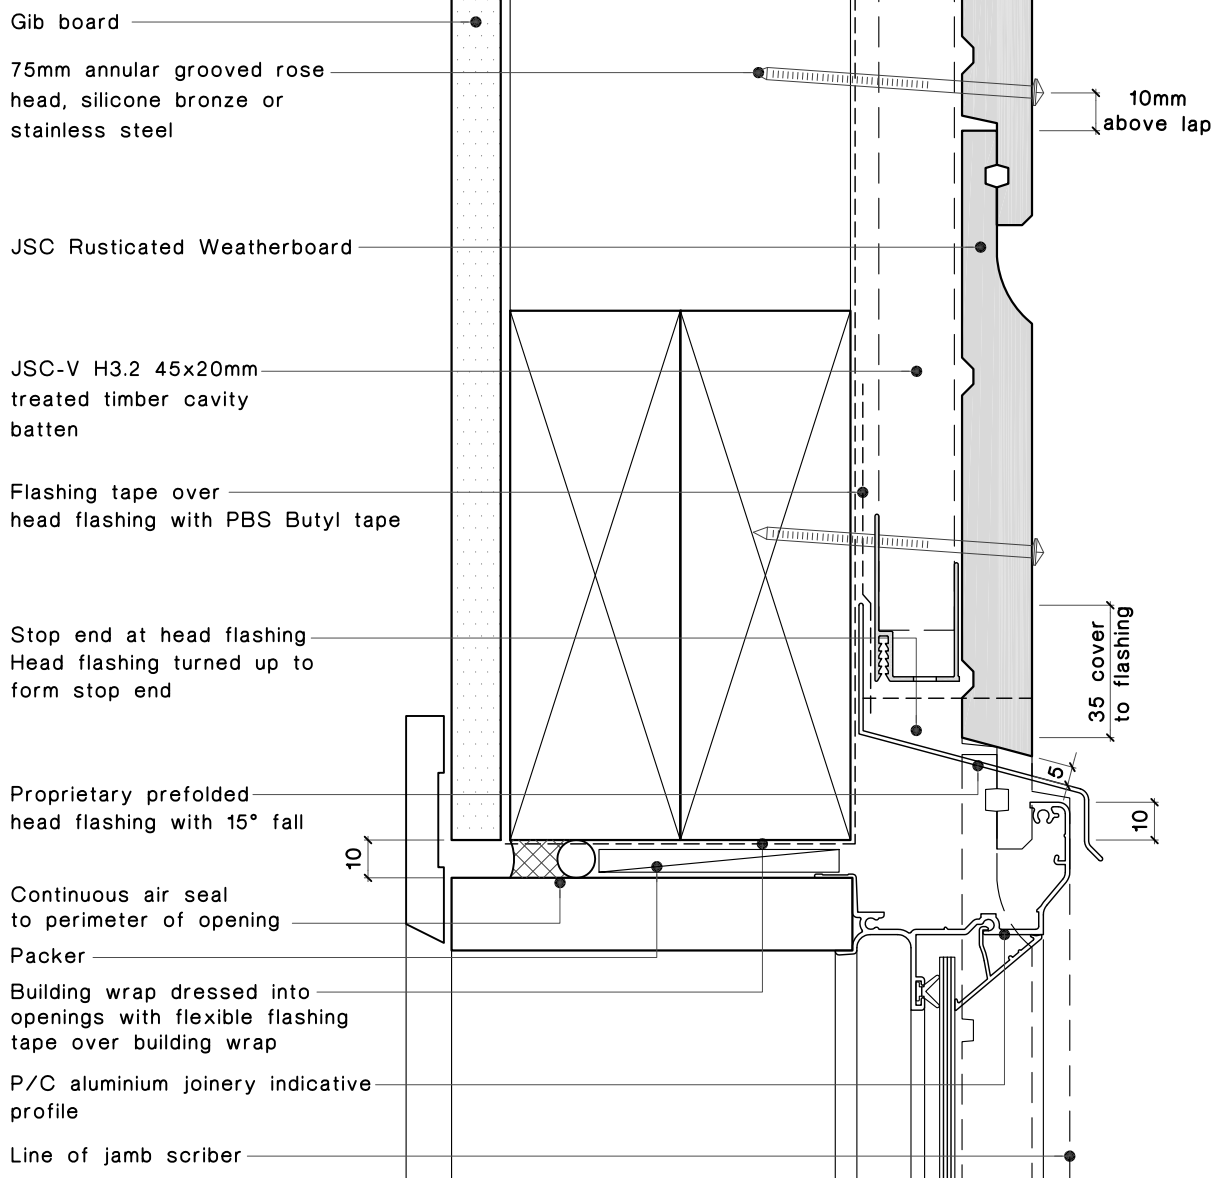 Gib board
75mm annular grooved rose
head, silicone bronze or
stainless steel
10mm
above lap
JSC Rusticated Weatherboard
JSC-V H3.2 45x20mm
treated timber cavity
batten
Flashing tape over
head flashing with PBS Butyl tape
Stop end at head flashing
Head flashing turned up to
form stop end
35 cover
to flashing
5
Proprietary prefolded
head flashing with 15° fall
10
10
Continuous air seal
to perimeter of opening
Packer
Building wrap dressed into
openings with flexible flashing
tape over building wrap
P/C aluminium joinery indicative
profile
Line of jamb scriber